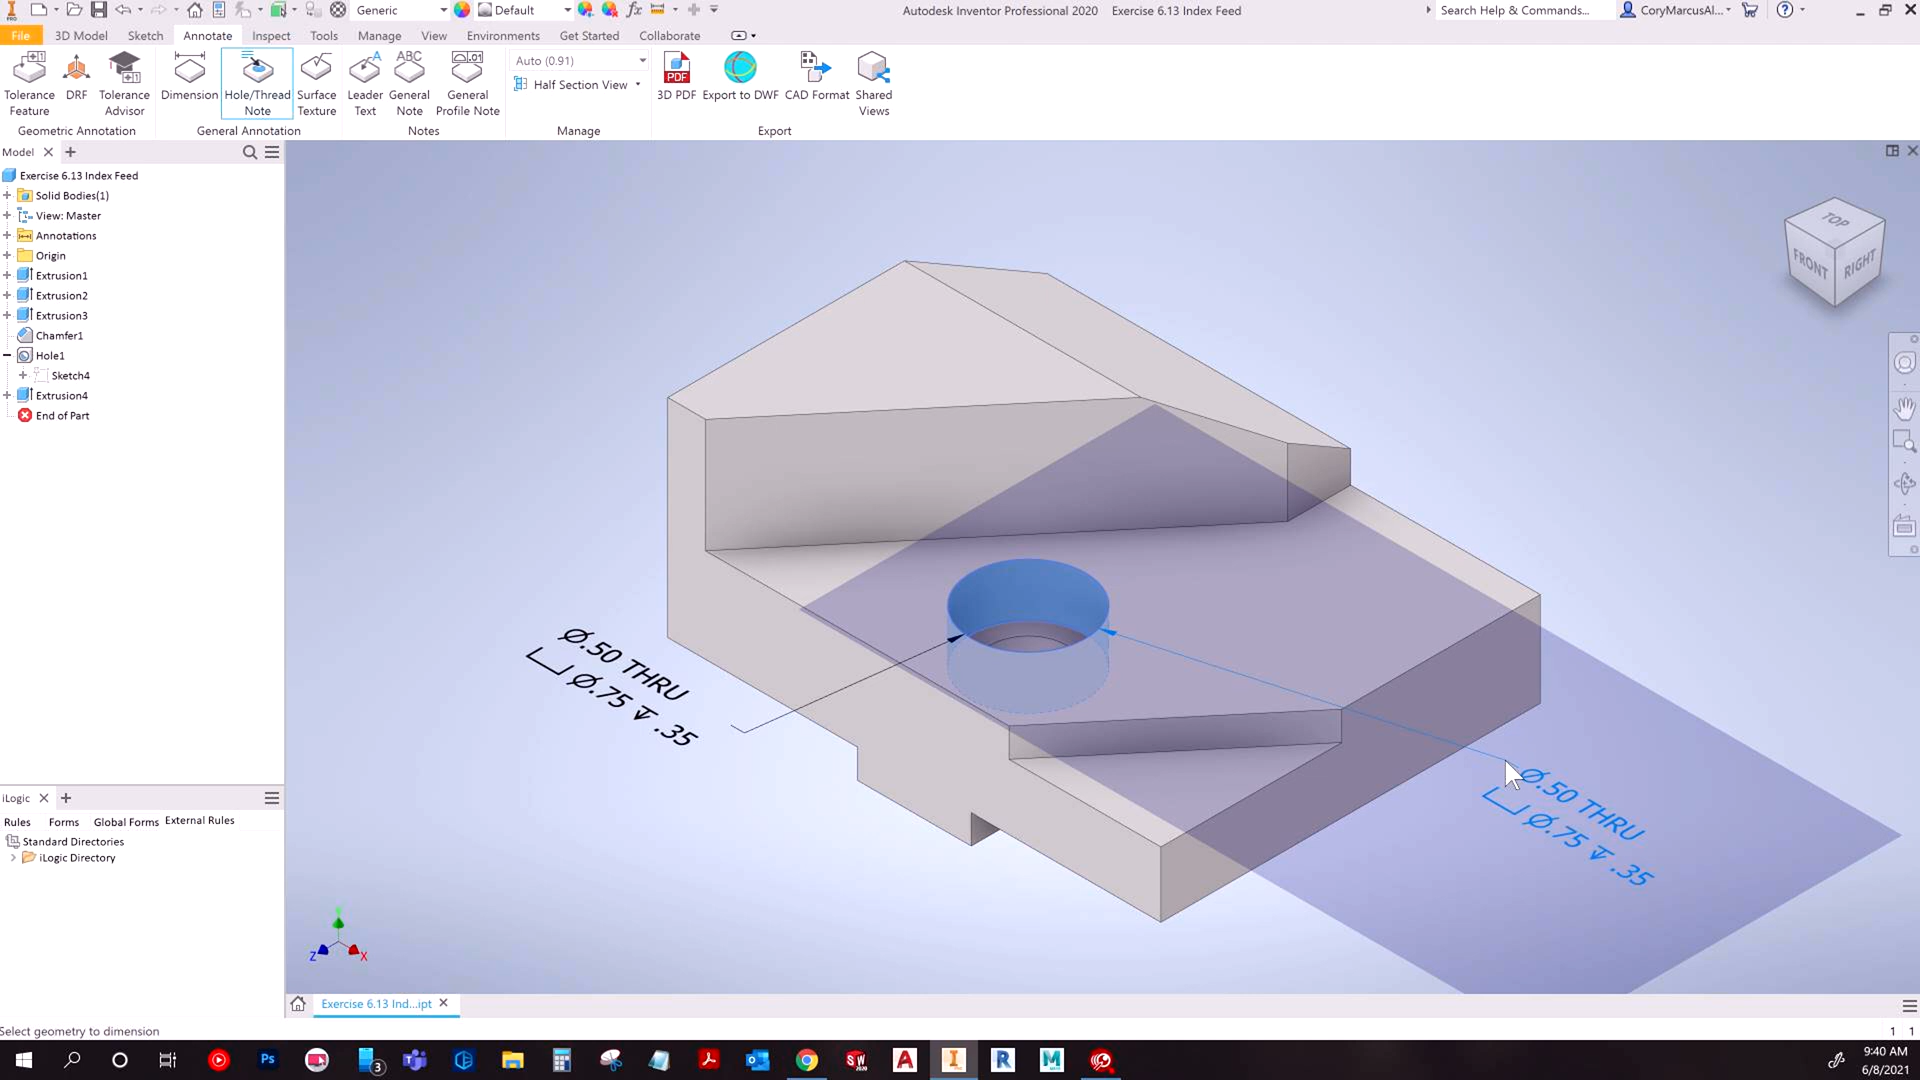 Generic
Default
Autodesk Inventor Professional 2020 Exercise 6.13 Index Feed
Search Help & Commands...
CoryMarcusAl...
File 3D Model Sketch Annotate Inspect Tools Manage View Environments Get Started Collaborate
Tolerance Feature
DRF
Tolerance Advisor
Dimension
Hole/Thread Note
Surface Texture
Leader Text
General Note
General Profile Note
Auto (0.91)
Half Section View
3D PDF
Export to DWF
CAD Format
Shared Views
Geometric Annotation
General Annotation
Notes
Manage
Export
Model
Exercise 6.13 Index Feed
Solid Bodies(1)
View: Master
Annotations
Origin
Extrusion1
Extrusion2
Extrusion3
Chamfer1
Hole1
Sketch4
Extrusion4
End of Part
TOP
FRONT
RIGHT
Ø.50 THRU
⌴ Ø.75 ↧ .35
Ø.50 THRU
⌴ Ø.75 ↧ .35
iLogic
Rules Forms Global Forms External Rules
Standard Directories
iLogic Directory
Z
X
Exercise 6.13 Ind...ipt
Select geometry to dimension
1 1
9:40 AM
6/8/2021